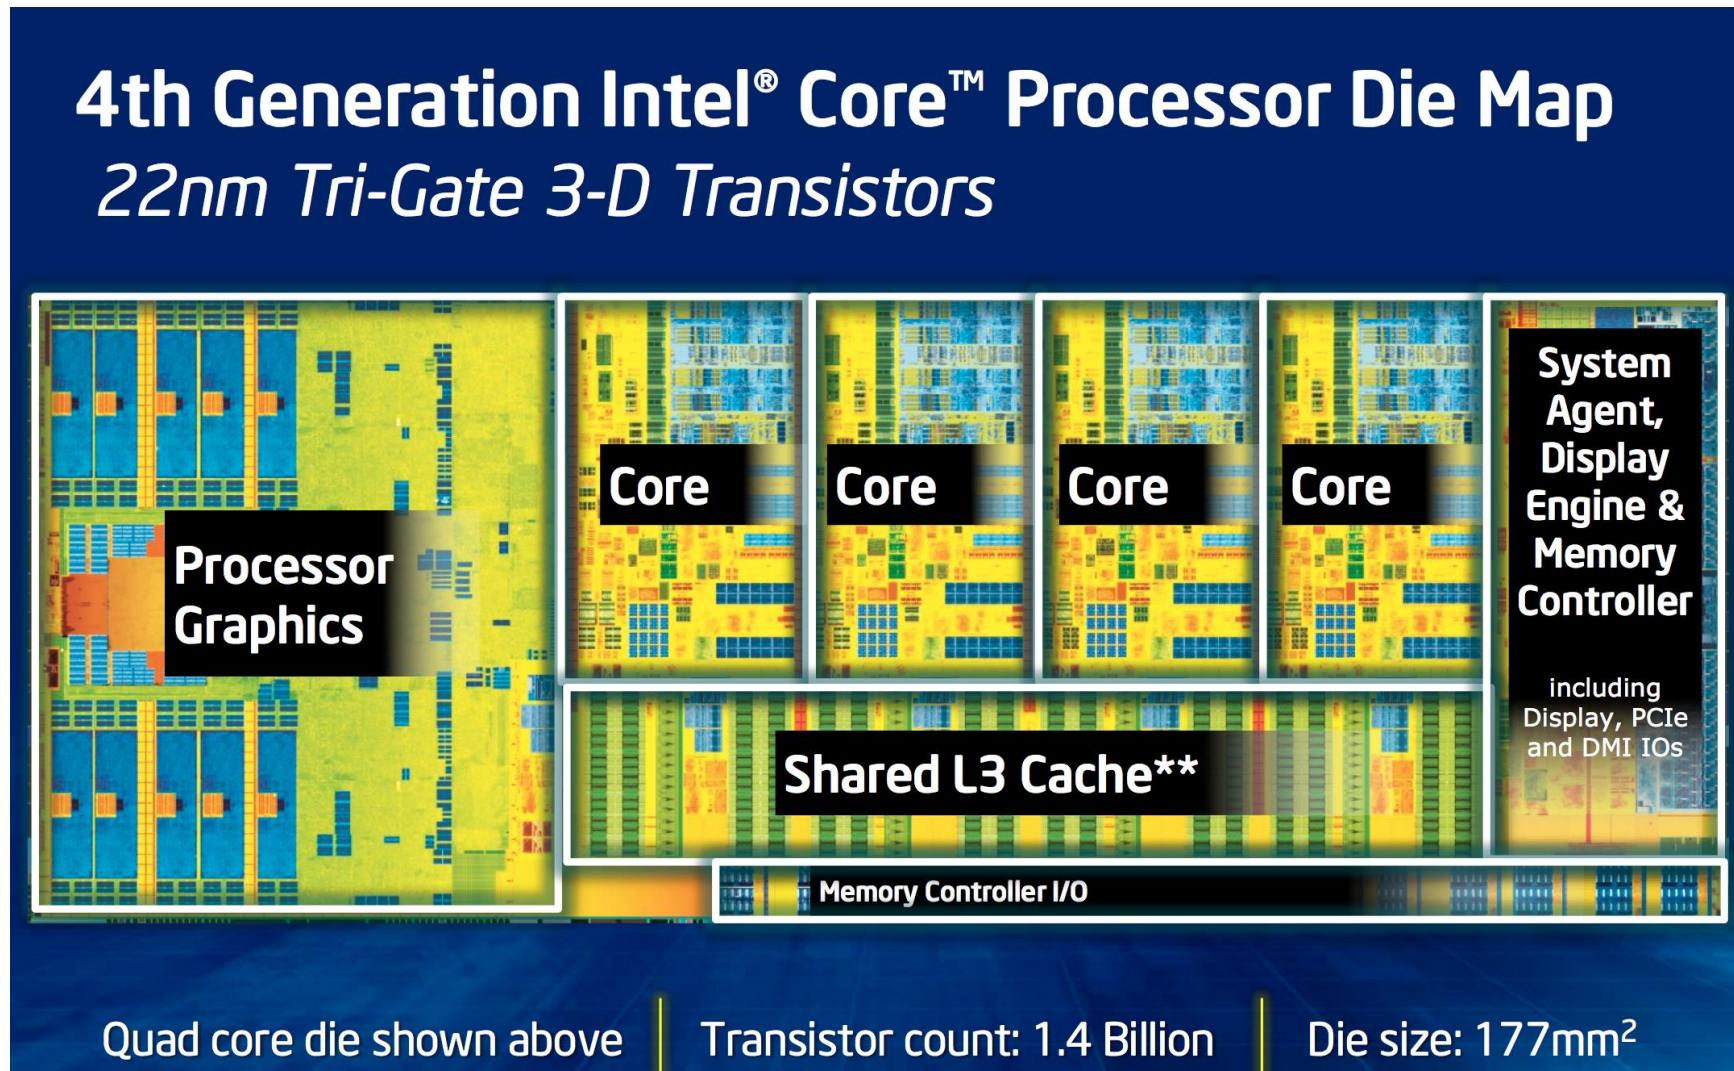 4th Generation Intel® Core™ Processor Die Map
22nm Tri-Gate 3-D Transistors
Processor
Graphics
Core
Core
Core
Core
System
Agent,
Display
Engine &
Memory
Controller
including
Display, PCIe
and DMI IOs
Shared L3 Cache**
Memory Controller I/O
Quad core die shown above
Transistor count: 1.4 Billion
Die size: 177mm²